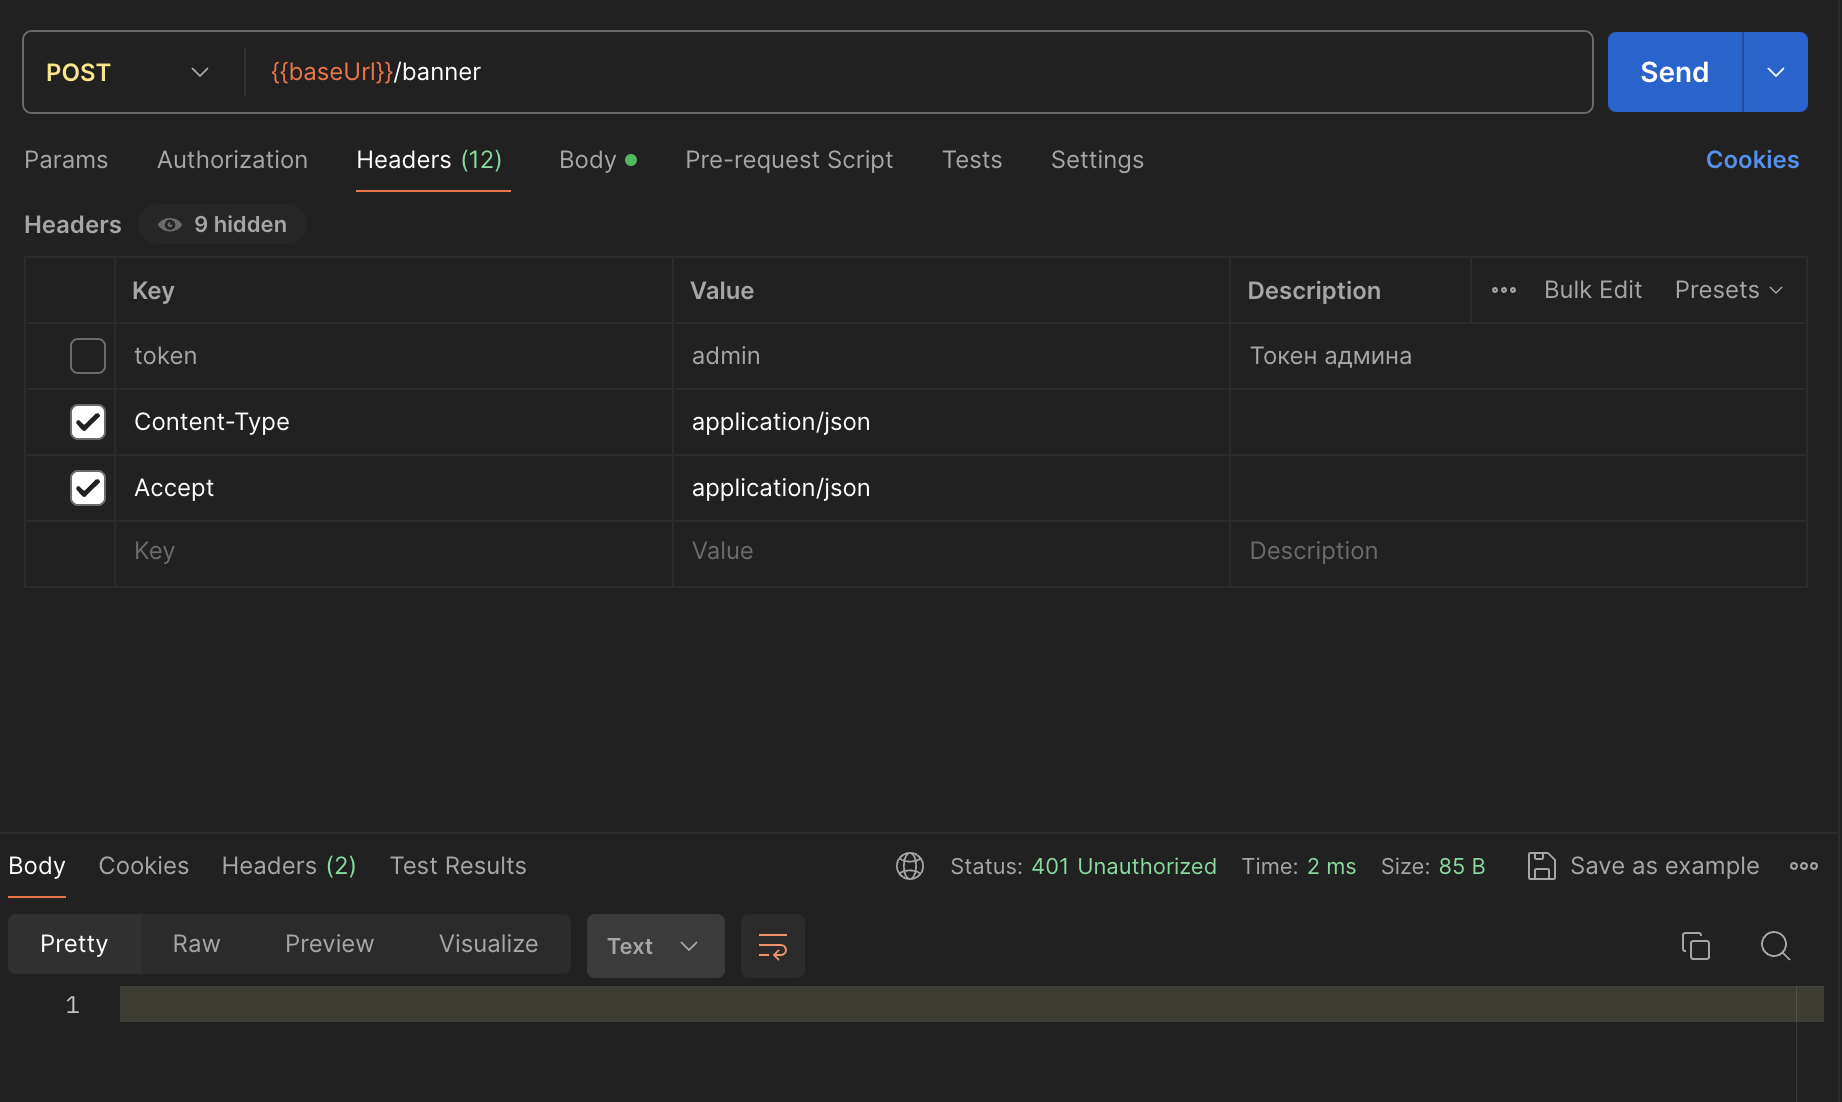 POST {{baseUrl}}/banner Send
Params Authorization Headers (12) Body Pre-request Script Tests Settings Cookies
Headers 9 hidden
Key Value Description Bulk Edit Presets
token admin Токен админа
Content-Type application/json
Accept application/json
Key Value Description
Body Cookies Headers (2) Test Results Status: 401 Unauthorized Time: 2 ms Size: 85 B Save as example
Pretty Raw Preview Visualize Text
1